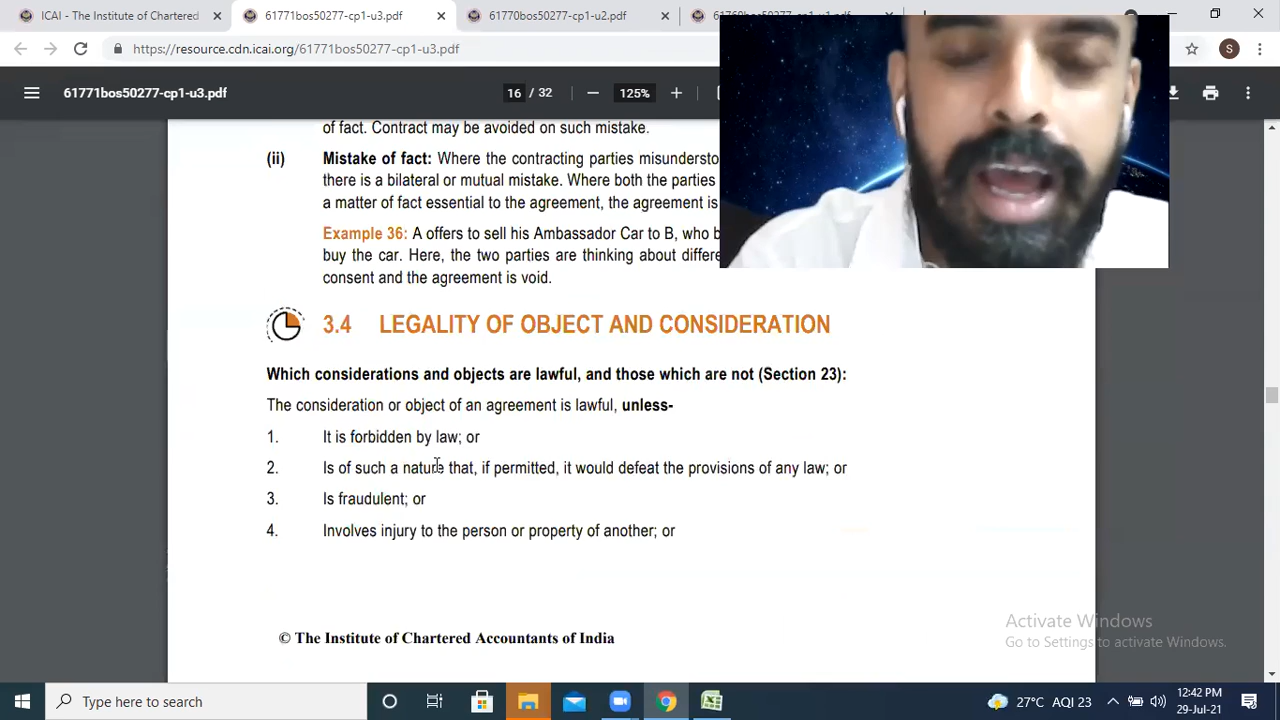 ICAI - The Institute of Chartered
61771bos50277-cp1-u3.pdf
61770bos50277-cp1-u2.pdf
https://resource.cdn.icai.org/61771bos50277-cp1-u3.pdf
S
61771bos50277-cp1-u3.pdf
16 / 32
125%
of fact. Contract may be avoided on such mistake.
(ii) Mistake of fact: Where the contracting parties misunderstoo
there is a bilateral or mutual mistake. Where both the parties
a matter of fact essential to the agreement, the agreement is
Example 36: A offers to sell his Ambassador Car to B, who b
buy the car. Here, the two parties are thinking about differe
consent and the agreement is void.
3.4 LEGALITY OF OBJECT AND CONSIDERATION
Which considerations and objects are lawful, and those which are not (Section 23):
The consideration or object of an agreement is lawful, unless-
1. It is forbidden by law; or
2. Is of such a nature that, if permitted, it would defeat the provisions of any law; or
3. Is fraudulent; or
4. Involves injury to the person or property of another; or
© The Institute of Chartered Accountants of India
Activate Windows
Go to Settings to activate Windows.
Type here to search
27°C AQI 23
12:42 PM
29-Jul-21
1